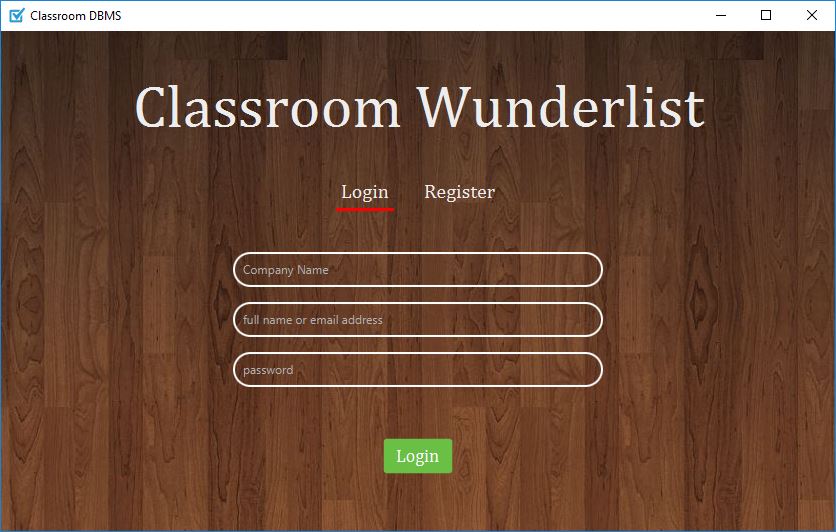 Classroom DBMS
Classroom Wunderlist
Login Register
Company Name
full name or email address
password
Login